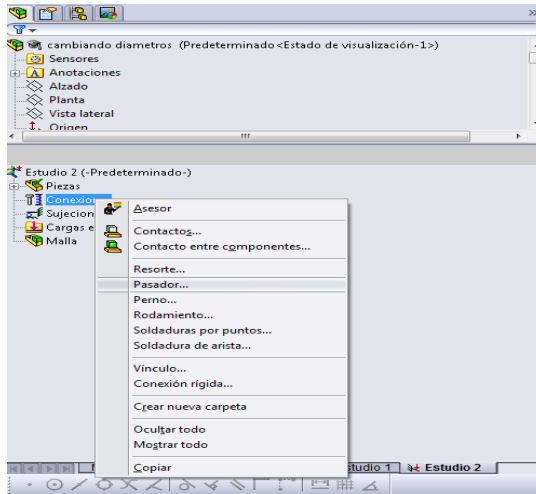 »
cambiando diametros (Predeterminado<Estado de visualización-1>)
Sensores
Anotaciones
Alzado
Planta
Vista lateral
Origen
Estudio 2 (-Predeterminado-)
Piezas
Conexio
Sujecion
Cargas e
Malla
Asesor
Contactos...
Contacto entre componentes...
Resorte...
Pasador...
Perno...
Rodamiento...
Soldaduras por puntos...
Soldadura de arista...
Vínculo...
Conexión rígida...
Crear nueva carpeta
Ocultar todo
Mostrar todo
Copiar
studio 1 Estudio 2